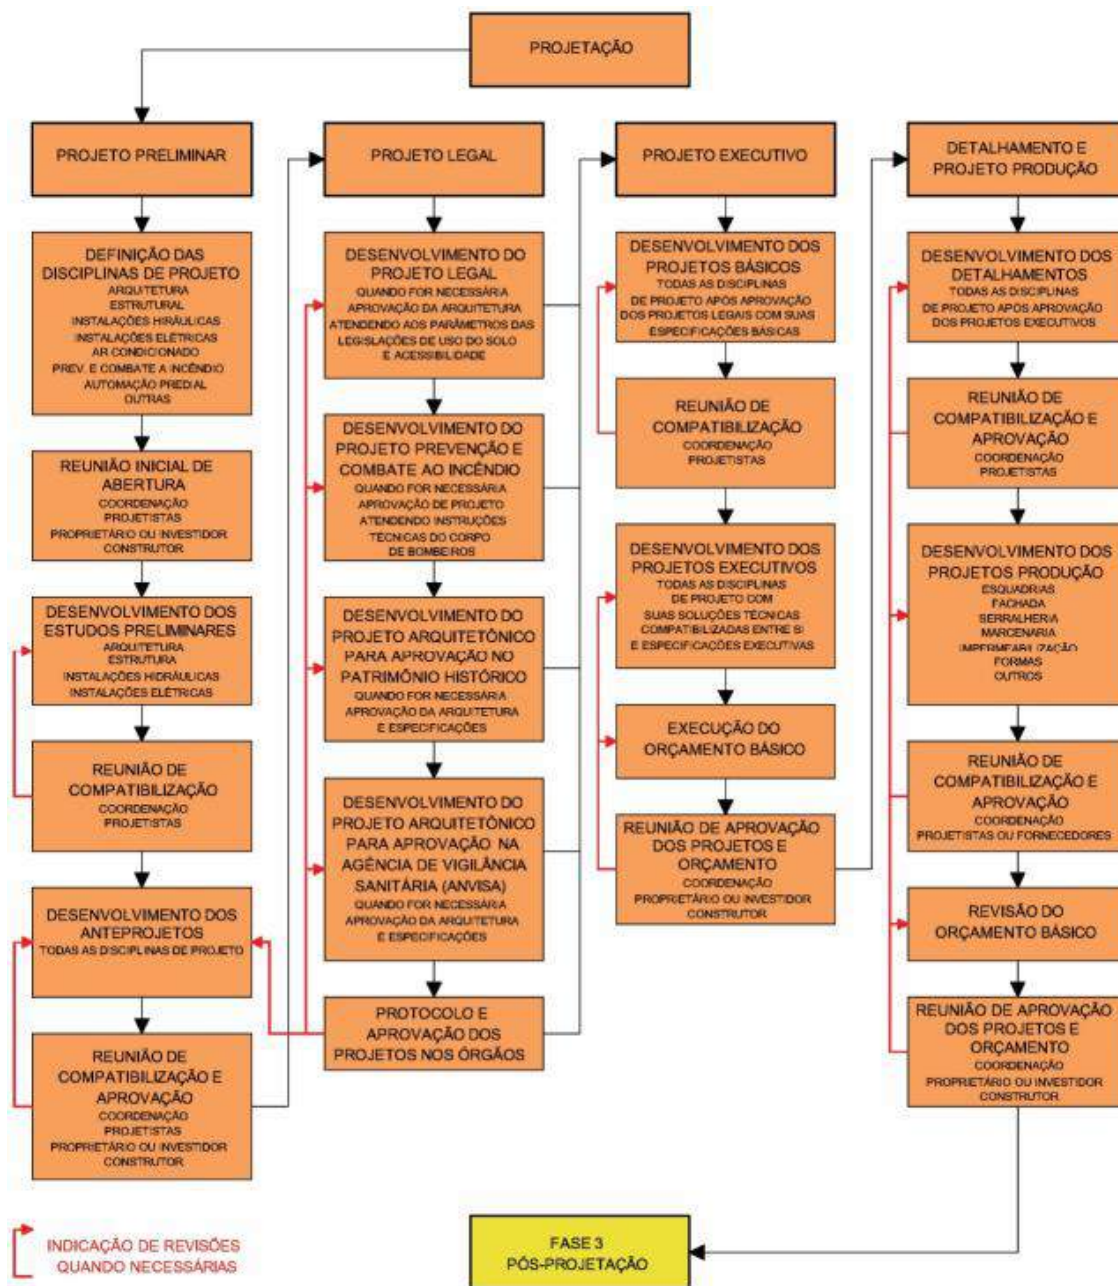 PROJETAÇÃO
PROJETO PRELIMINAR
DEFINIÇÃO DAS
DISCIPLINAS DE PROJETO
ARQUITETURA
ESTRUTURAL
INSTALAÇÕES HIRÁULICAS
INSTALAÇÕES ELÉTRICAS
AR CONDICIONADO
PREV. E COMBATE A INCÊNDIO
AUTOMAÇÃO PREDIAL
OUTRAS
REUNIÃO INICIAL DE
ABERTURA
COORDENAÇÃO
PROJETISTAS
PROPRIETÁRIO OU INVESTIDOR
CONSTRUTOR
DESENVOLVIMENTO DOS
ESTUDOS PRELIMINARES
ARQUITETURA
ESTRUTURA
INSTALAÇÕES HIDRÁULICAS
INSTALAÇÕES ELÉTRICAS
REUNIÃO DE
COMPATIBILIZAÇÃO
COORDENAÇÃO
PROJETISTAS
DESENVOLVIMENTO DOS
ANTEPROJETOS
TODAS AS DISCIPLINAS DE PROJETO
REUNIÃO DE
COMPATIBILIZAÇÃO E
APROVAÇÃO
COORDENAÇÃO
PROJETISTAS
PROPRIETÁRIO OU INVESTIDOR
CONSTRUTOR
PROJETO LEGAL
DESENVOLVIMENTO DO
PROJETO LEGAL
QUANDO FOR NECESSÁRIA
APROVAÇÃO DA ARQUITETURA
ATENDENDO AOS PARÂMETROS DAS
LEGISLAÇÕES DE USO DO SOLO
E ACESSIBILIDADE
DESENVOLVIMENTO DO
PROJETO PREVENÇÃO E
COMBATE AO INCÊNDIO
QUANDO FOR NECESSÁRIA
APROVAÇÃO DE PROJETO
ATENDENDO INSTRUÇÕES
TÉCNICAS DO CORPO
DE BOMBEIROS
DESENVOLVIMENTO DO
PROJETO ARQUITETÔNICO
PARA APROVAÇÃO NO
PATRIMÔNIO HISTÓRICO
QUANDO FOR NECESSÁRIA
APROVAÇÃO DA ARQUITETURA
E ESPECIFICAÇÕES
DESENVOLVIMENTO DO
PROJETO ARQUITETÔNICO
PARA APROVAÇÃO NA
AGÊNCIA DE VIGILÂNCIA
SANITÁRIA (ANVISA)
QUANDO FOR NECESSÁRIA
APROVAÇÃO DA ARQUITETURA
E ESPECIFICAÇÕES
PROTOCOLO E
APROVAÇÃO DOS
PROJETOS NOS ÓRGÃOS
PROJETO EXECUTIVO
DESENVOLVIMENTO DOS
PROJETOS BÁSICOS
TODAS AS DISCIPLINAS
DE PROJETO APÓS APROVAÇÃO
DOS PROJETOS LEGAIS COM SUAS
ESPECIFICAÇÕES BÁSICAS
REUNIÃO DE
COMPATIBILIZAÇÃO
COORDENAÇÃO
PROJETISTAS
DESENVOLVIMENTO DOS
PROJETOS EXECUTIVOS
TODAS AS DISCIPLINAS
DE PROJETO COM
SUAS SOLUÇÕES TÉCNICAS
COMPATIBILIZADAS ENTRE SI
E ESPECIFICAÇÕES EXECUTIVAS
EXECUÇÃO DO
ORÇAMENTO BÁSICO
REUNIÃO DE APROVAÇÃO
DOS PROJETOS E
ORÇAMENTO
COORDENAÇÃO
PROPRIETÁRIO OU INVESTIDOR
CONSTRUTOR
DETALHAMENTO E
PROJETO PRODUÇÃO
DESENVOLVIMENTO DOS
DETALHAMENTOS
TODAS AS DISCIPLINAS
DE PROJETO APÓS APROVAÇÃO
DOS PROJETOS EXECUTIVOS
REUNIÃO DE
COMPATIBILIZAÇÃO E
APROVAÇÃO
COORDENAÇÃO
PROJETISTAS
DESENVOLVIMENTO DOS
PROJETOS PRODUÇÃO
ESQUADRIAS
FACHADA
SERRALHERIA
MARCENARIA
IMPERMEABILIZAÇÃO
FORMAS
OUTROS
REUNIÃO DE
COMPATIBILIZAÇÃO E
APROVAÇÃO
COORDENAÇÃO
PROJETISTAS OU FORNECEDORES
REVISÃO DO
ORÇAMENTO BÁSICO
REUNIÃO DE APROVAÇÃO
DOS PROJETOS E
ORÇAMENTO
COORDENAÇÃO
PROPRIETÁRIO OU INVESTIDOR
CONSTRUTOR
INDICAÇÃO DE REVISÕES
QUANDO NECESSÁRIAS
FASE 3
PÓS-PROJETAÇÃO